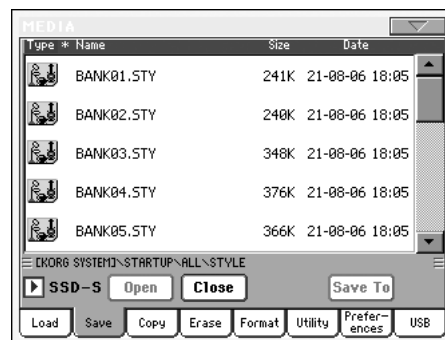 MEDIA
Type * Name Size Date
BANK01.STY 241K 21-08-06 18:05
BANK02.STY 240K 21-08-06 18:05
BANK03.STY 348K 21-08-06 18:05
BANK04.STY 376K 21-08-06 18:05
BANK05.STY 366K 21-08-06 18:05
[KORG SYSTEM]\STARTUP\ALL\STYLE
SSD-S Open Close Save To
Load Save Copy Erase Format Utility Prefer-ences USB